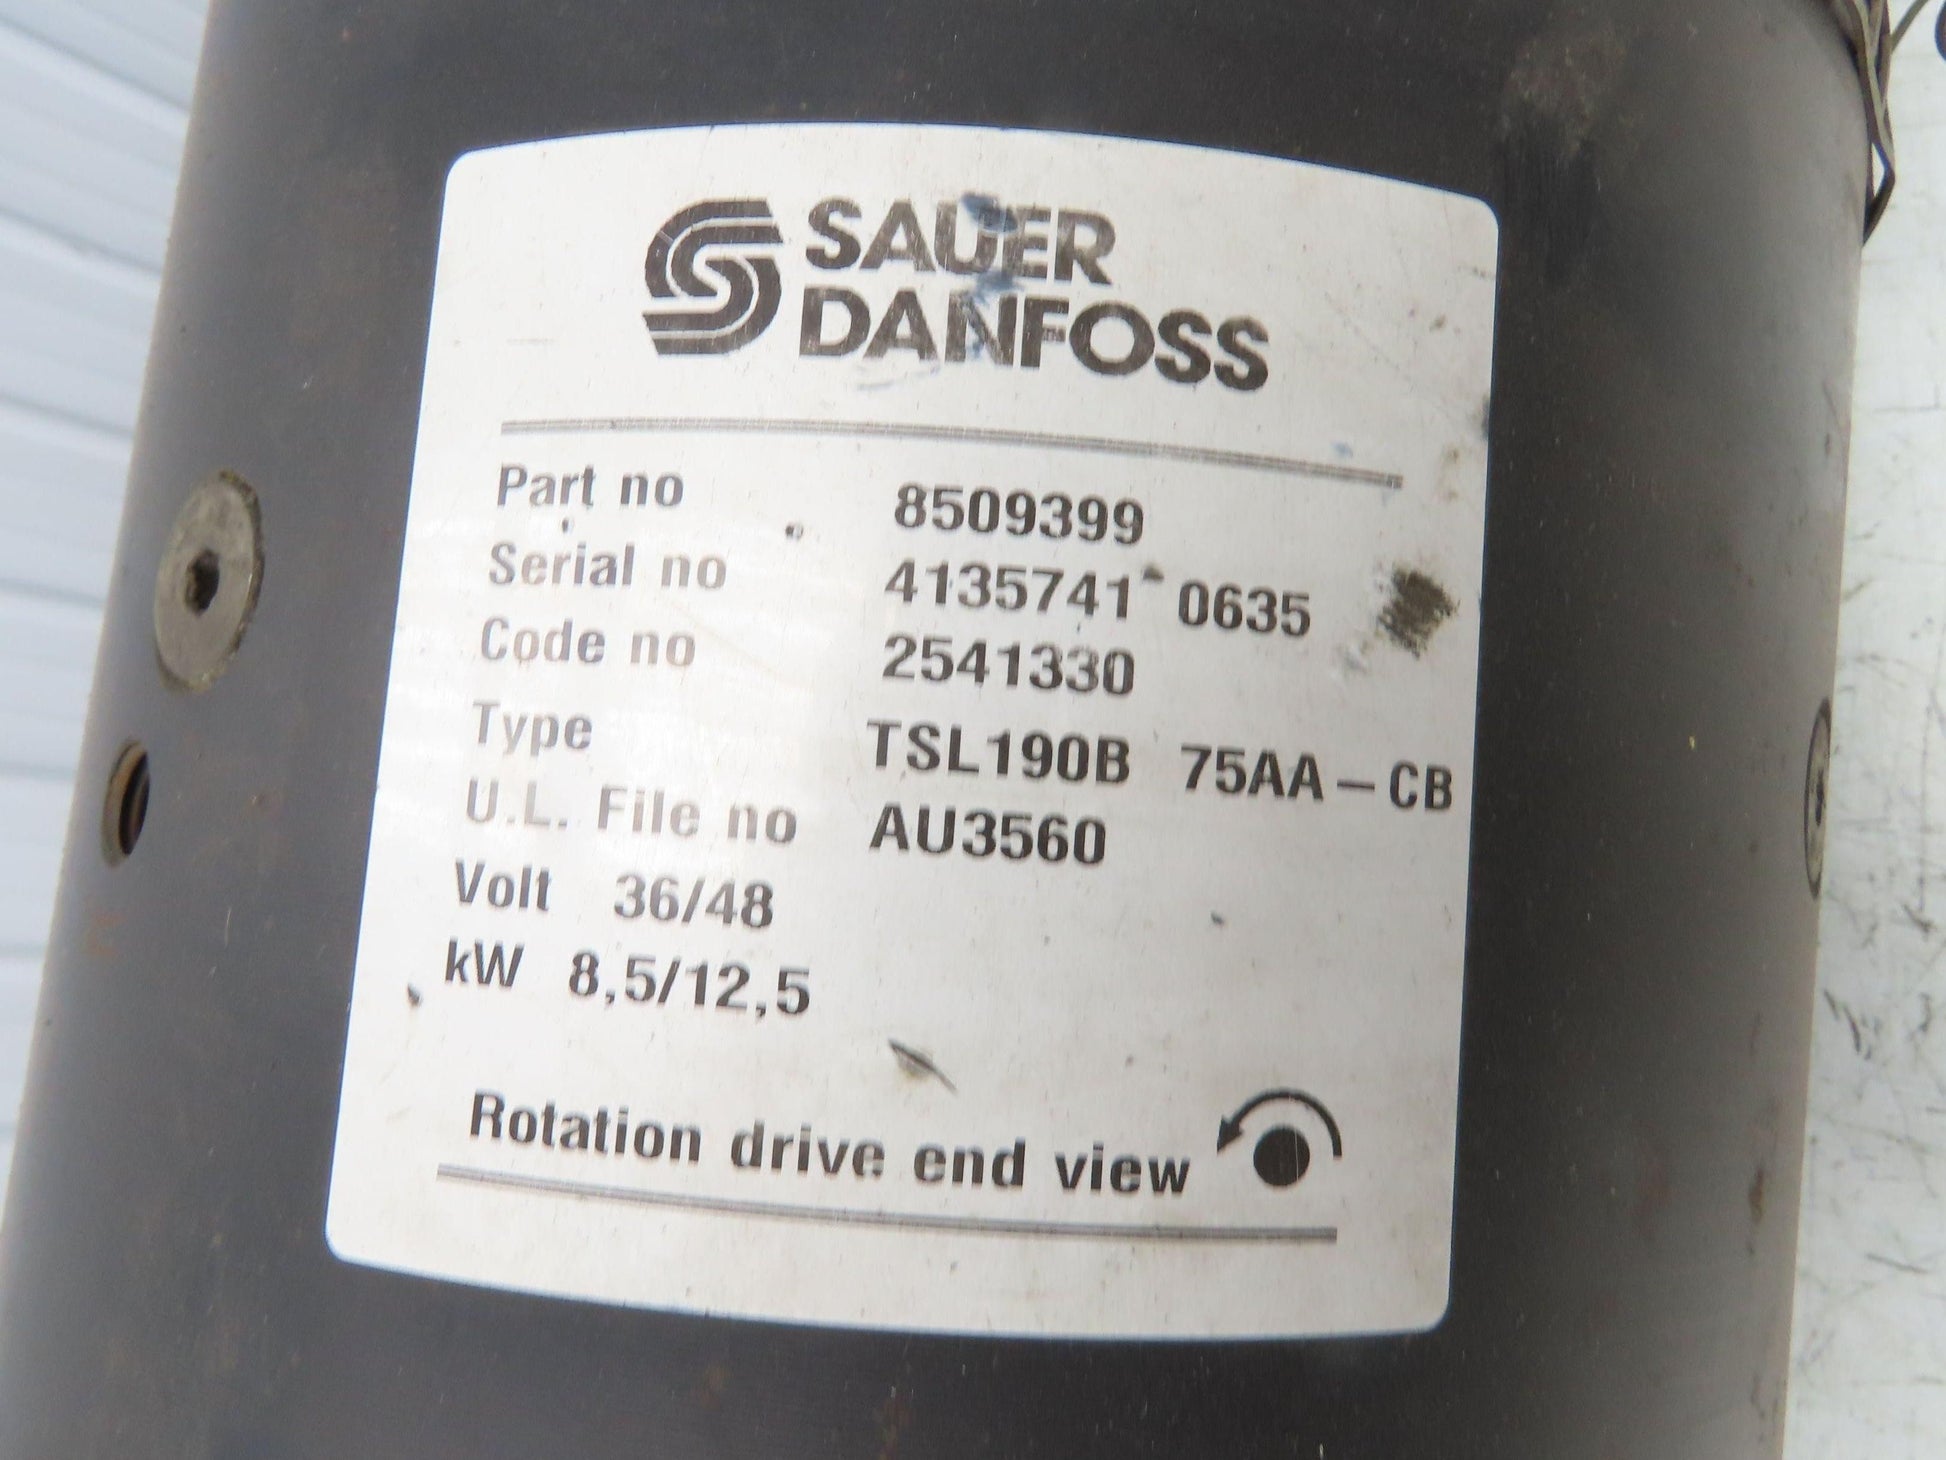 SAUER
DANFOSS
Part no 8509399
Serial no 4135741 0635
Code no 2541330
Type TSL190B 75AA-CB
U.L. File no AU3560
Volt 36/48
kW 8,5/12,5
Rotation drive end view